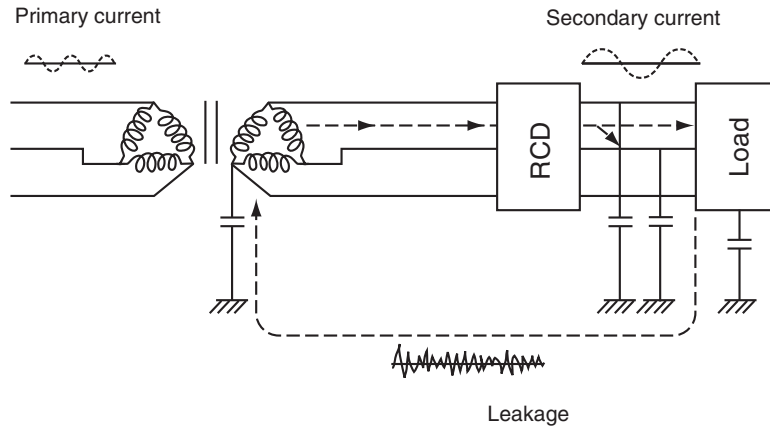 Primary current
Secondary current
RCD
Load
Leakage